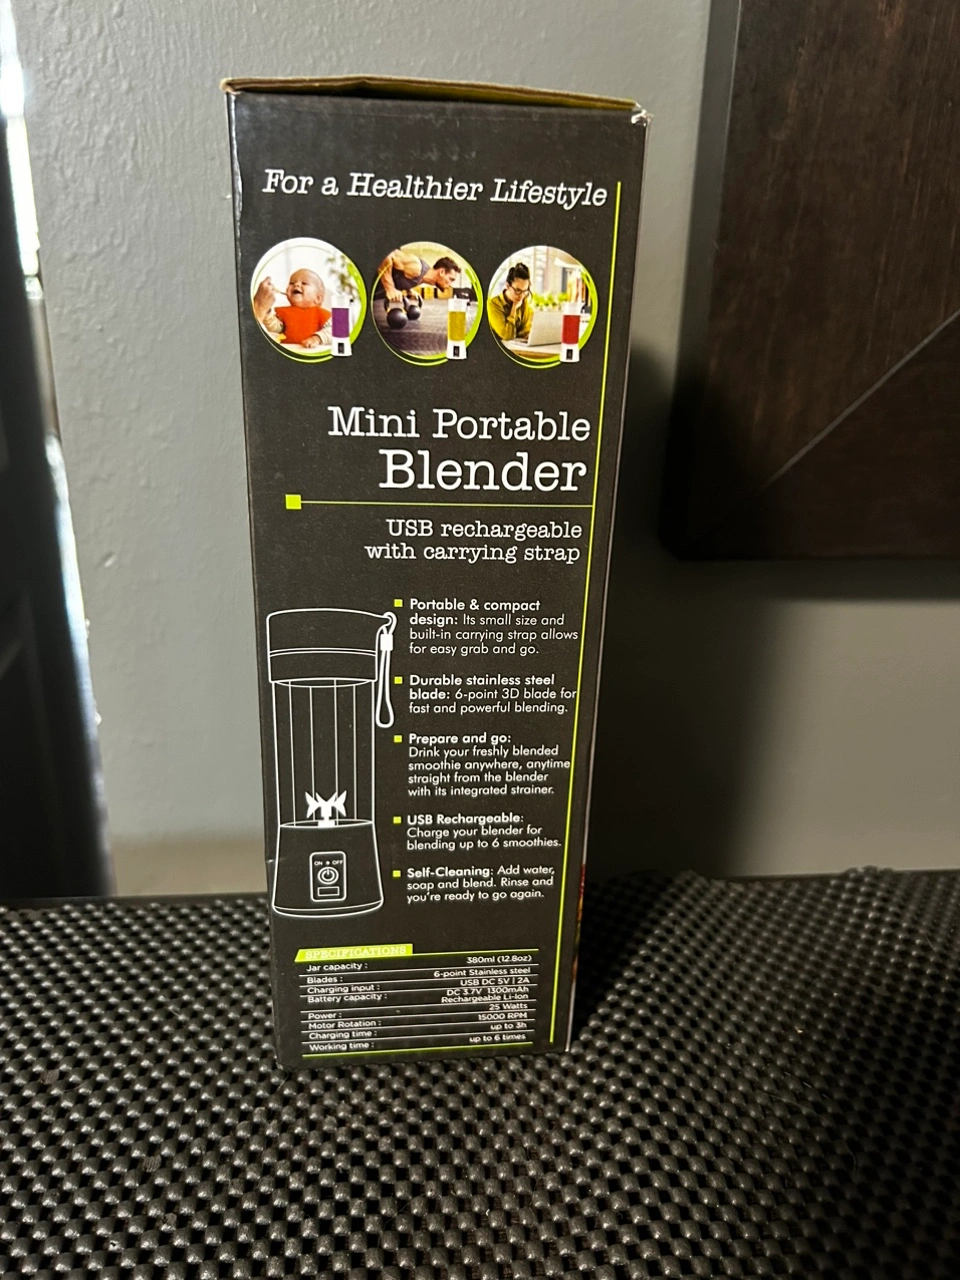 For a Healthier Lifestyle
Mini Portable
Blender
USB rechargeable
with carrying strap
Portable & compact
design: Its small size and
built-in carrying strap allows
for easy grab and go.
Durable stainless steel
blade: 6-point 3D blade for
fast and powerful blending.
Prepare and go:
Drink your freshly blended
smoothie anywhere, anytime
straight from the blender
with its integrated strainer.
USB Rechargeable:
Charge your blender for
blending up to 6 smoothies.
Self-Cleaning: Add water,
soap and blend. Rinse and
you're ready to go again.
ON OFF
SPECIFICATIONS
Jar capacity : 380ml (12.8oz)
Blades : 6-point Stainless steel
Charging input : USB DC 5V | 2A
Battery capacity : DC 3.7V 1300mAh
Rechargeable Li-Ion
Power : 25 Watts
Motor Rotation : 15000 RPM
Charging time : up to 3h
Working time : up to 6 times